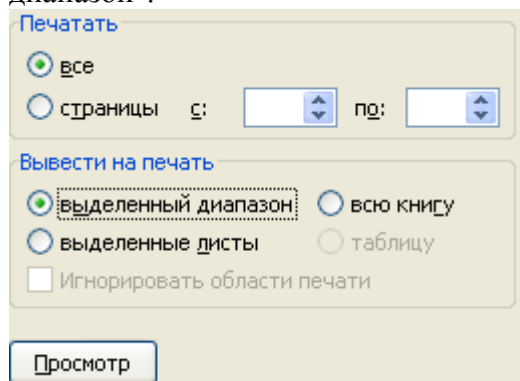 диапазон".
Печатать
все
страницы с: по:
Вывести на печать
выделенный диапазон всю книгу
выделенные листы таблицу
Игнорировать области печати
Просмотр